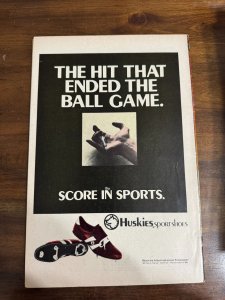 THE HIT THAT
ENDED THE
BALL GAME.
SCORE IN SPORTS.
Huskies SPORTSHOES